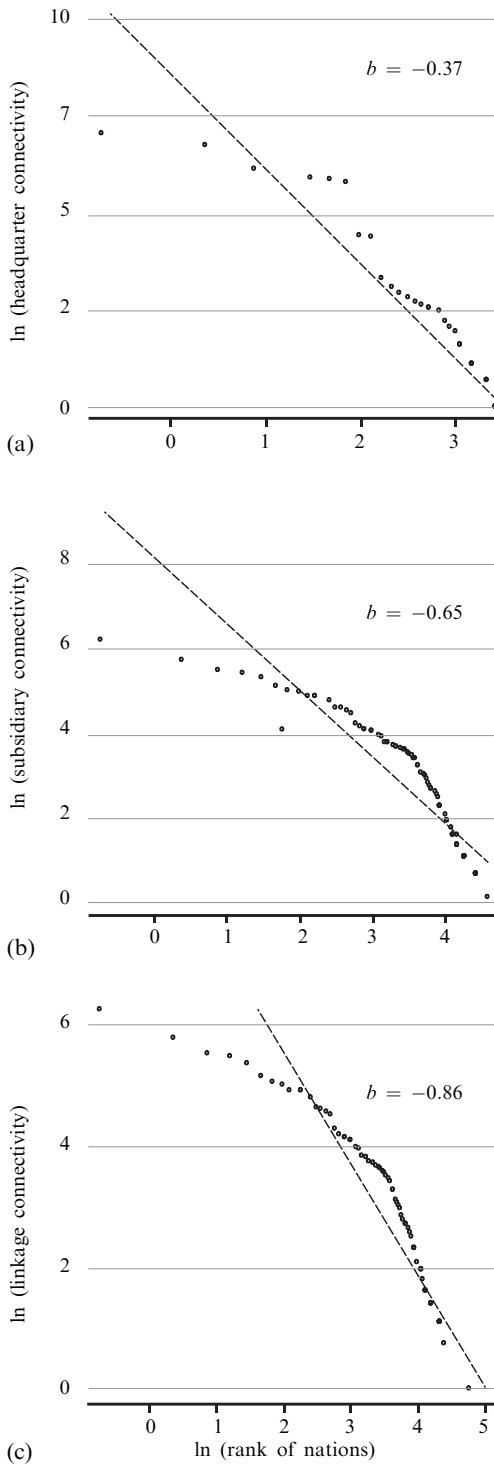 10
b = −0.37
7
ln (headquarter connectivity)
5
2
0
0 1 2 3
(a)
8
b = −0.65
6
ln (subsidiary connectivity)
4
2
0
0 1 2 3 4
(b)
6
b = −0.86
ln (linkage connectivity)
4
2
0
0 1 2 3 4 5
(c)
ln (rank of nations)